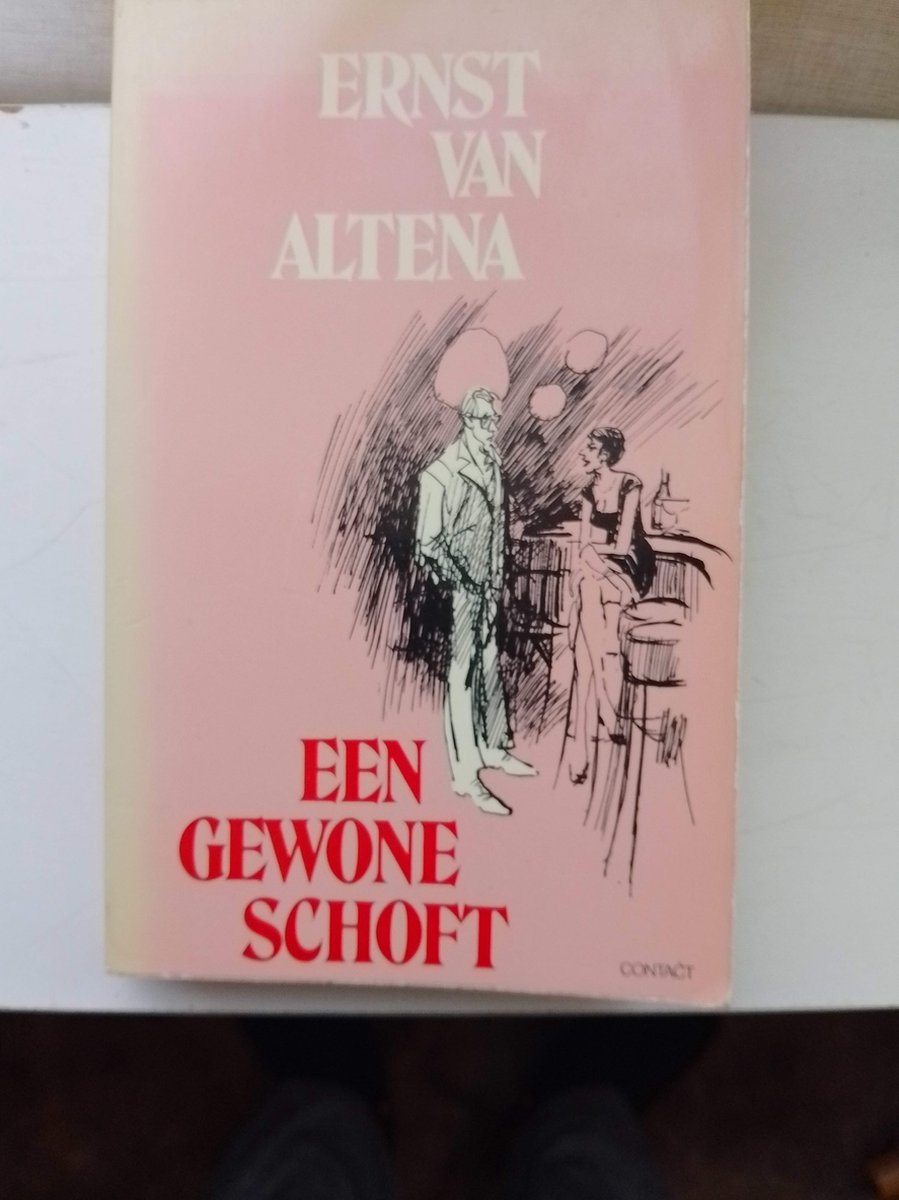 ERNST
VAN
ALTENA
EEN
GEWONE
SCHOFT
CONTACT